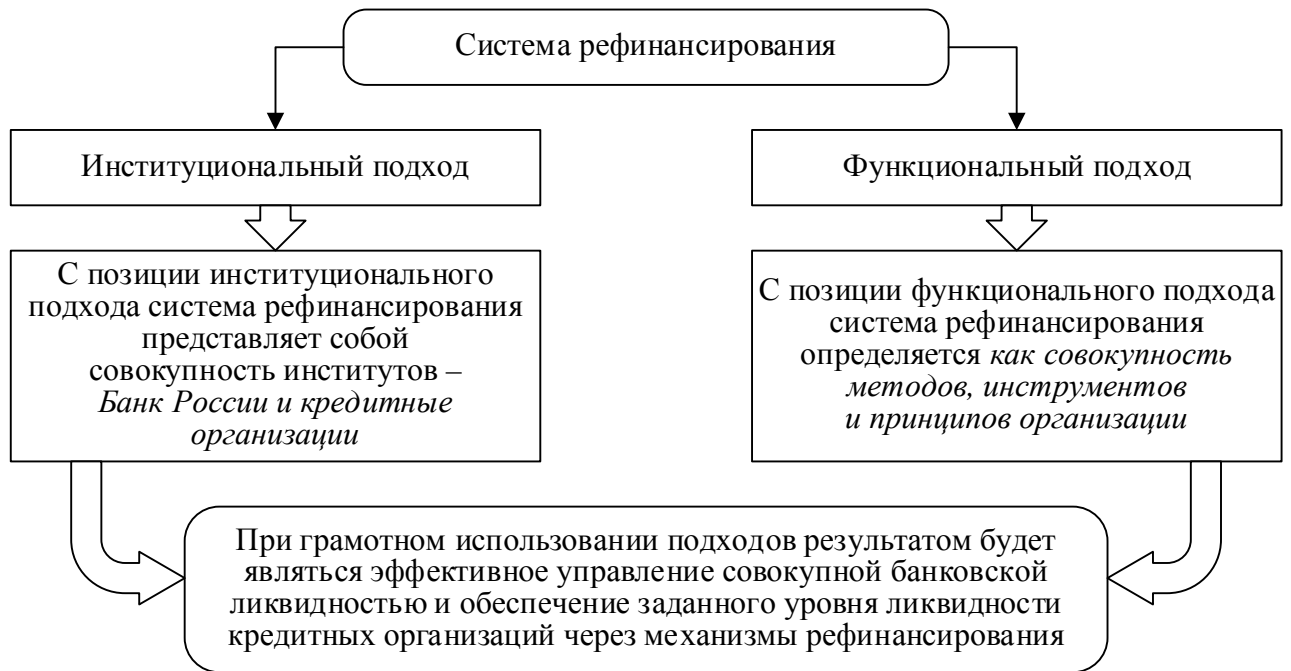 Система рефинансирования
Институциональный подход
Функциональный подход
С позиции институционального
подхода система рефинансирования
представляет собой
совокупность институтов –
Банк России и кредитные
организации
С позиции функционального подхода
система рефинансирования
определяется как совокупность
методов, инструментов
и принципов организации
При грамотном использовании подходов результатом будет
являться эффективное управление совокупной банковской
ликвидностью и обеспечение заданного уровня ликвидности
кредитных организаций через механизмы рефинансирования